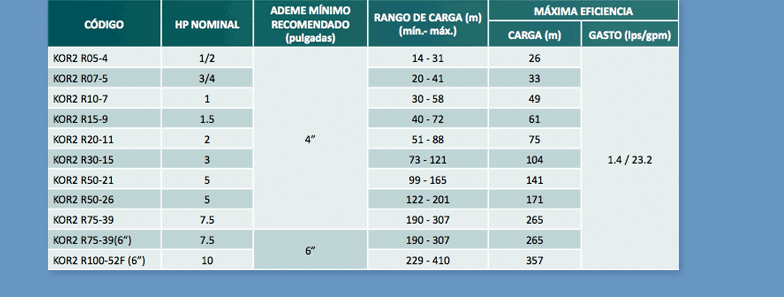 CÓDIGO HP NOMINAL ADEME MÍNIMO RECOMENDADO (pulgadas) RANGO DE CARGA (m) (mín.- máx.) MÁXIMA EFICIENCIA
CARGA (m) GASTO (lps/gpm)
KOR2 R05-4 1/2 14 - 31 26
KOR2 R07-5 3/4 20 - 41 33
KOR2 R10-7 1 30 - 58 49
KOR2 R15-9 1.5 40 - 72 61
KOR2 R20-11 2 4” 51 - 88 75
KOR2 R30-15 3 73 - 121 104 1.4 / 23.2
KOR2 R50-21 5 99 - 165 141
KOR2 R50-26 5 122 - 201 171
KOR2 R75-39 7.5 190 - 307 265
KOR2 R75-39(6”) 7.5 6” 190 - 307 265
KOR2 R100-52F (6”) 10 229 - 410 357